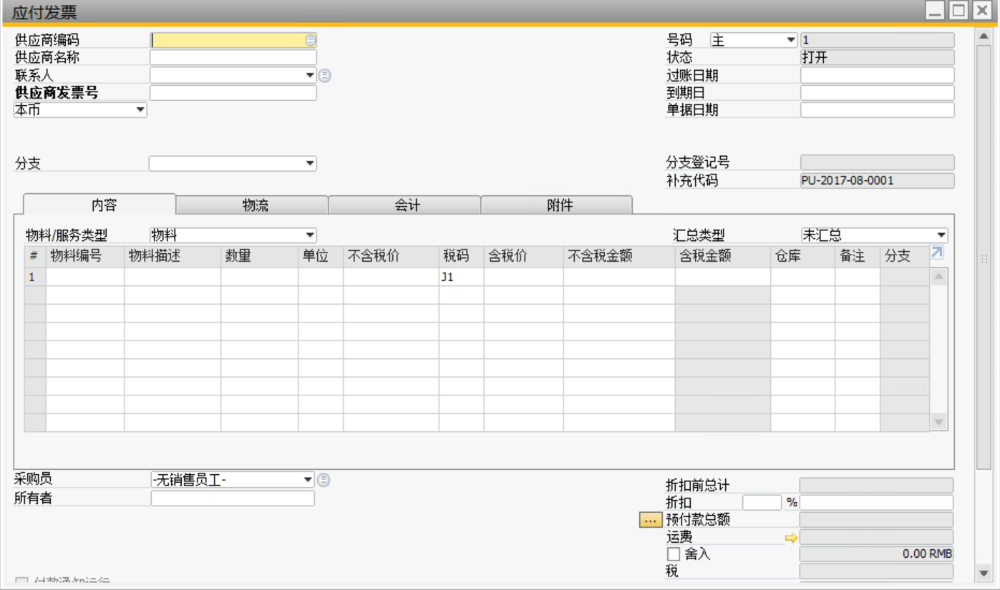 应付发票
供应商编码
号码 主 1
供应商名称
状态 打开
联系人
过账日期
供应商发票号
到期日
本币
单据日期
分支
分支登记号
补充代码 PU-2017-08-0001
内容 物流 会计 附件
物料/服务类型 物料
汇总类型 未汇总
# 物料编号 物料描述 数量 单位 不含税价 税码 含税价 不含税金额 含税金额 仓库 备注 分支
1 J1
采购员 -无销售员工-
所有者
折扣前总计
折扣 %
... 预付款总额
运费
舍入 0.00 RMB
税
付款通知运行